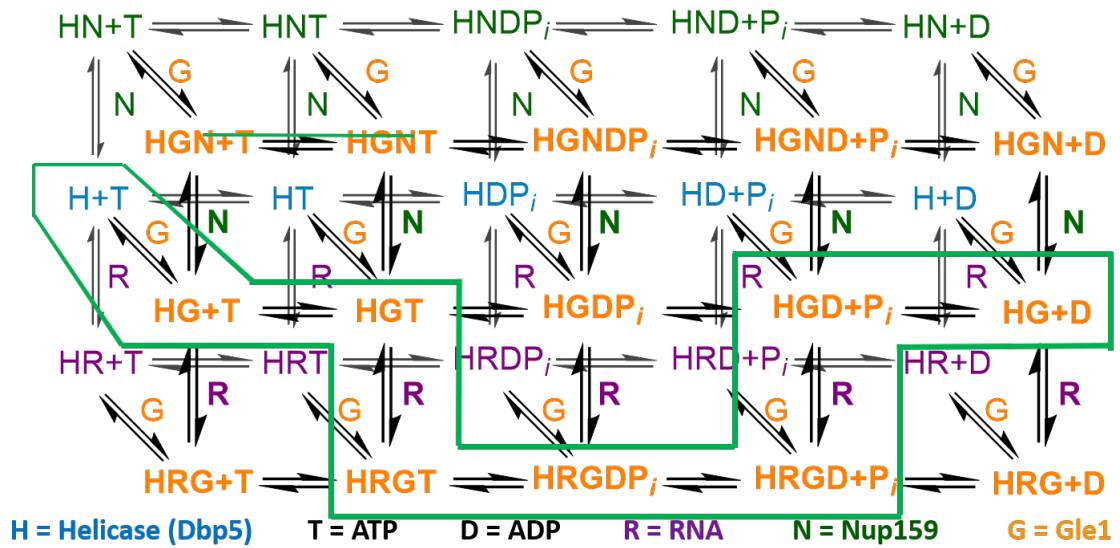 HN+T HNT HNDPi HND+Pi HN+D
G G G G G
N N N N N
HGN+T HGNT HGNDPi HGND+Pi HGN+D
H+T HT HDPi HD+Pi H+D
G N G N G N G N G N
R R R R R
HG+T HGT HGDPi HGD+Pi HG+D
HR+T HRT HRDPi HRD+Pi HR+D
G R G R G R G R G R
HRG+T HRGT HRGDPi HRGD+Pi HRG+D
H = Helicase (Dbp5) T = ATP D = ADP R = RNA N = Nup159 G = Gle1